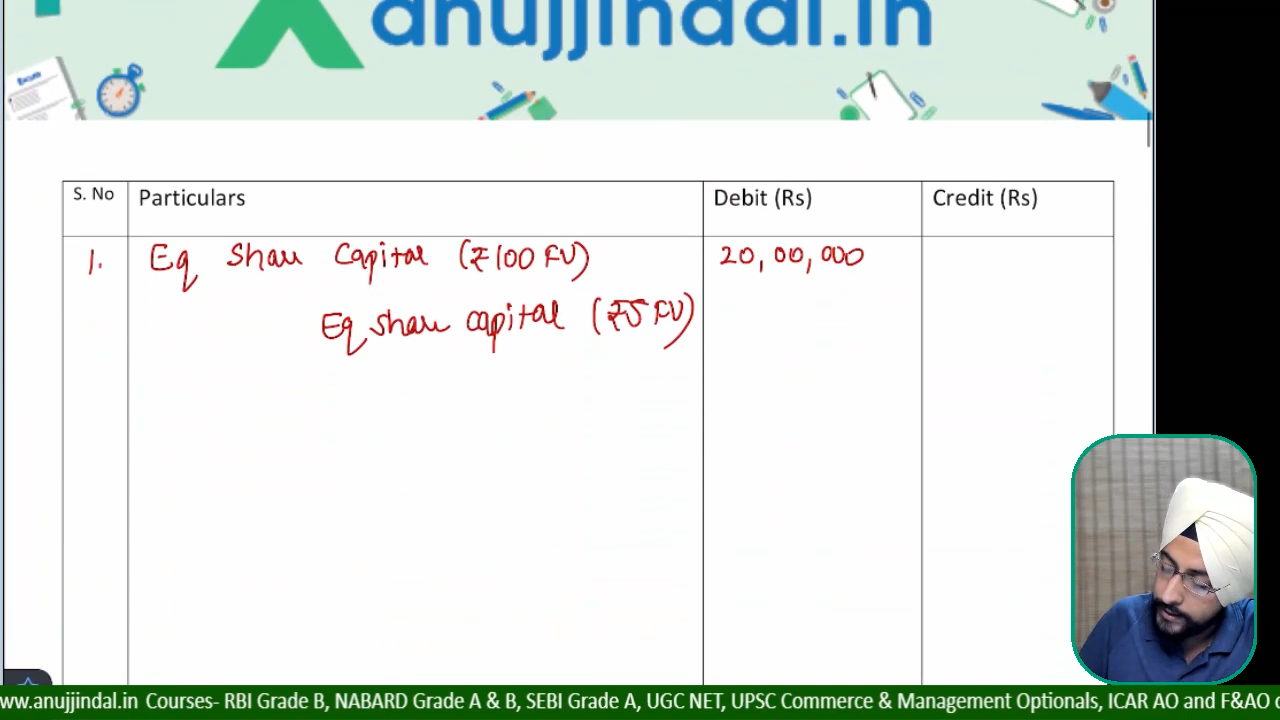 anujjindal.in
S. No Particulars Debit (Rs) Credit (Rs)
1. Eq Share Capital (₹100 FV) 20,00,000
Eq share capital (₹5 FV)
ww.anujjindal.in Courses- RBI Grade B, NABARD Grade A & B, SEBI Grade A, UGC NET, UPSC Commerce & Management Optionals, ICAR AO and F&AO